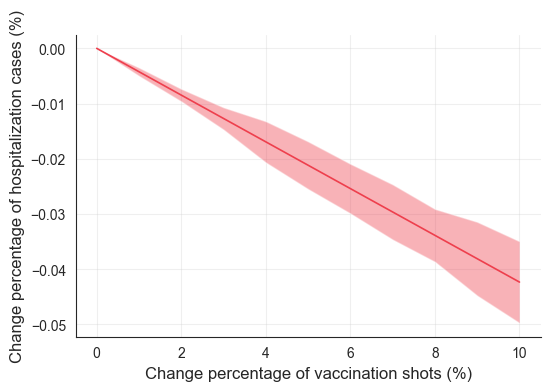 Change percentage of hospitalization cases (%)
0.00
−0.01
−0.02
−0.03
−0.04
−0.05
0 2 4 6 8 10
Change percentage of vaccination shots (%)